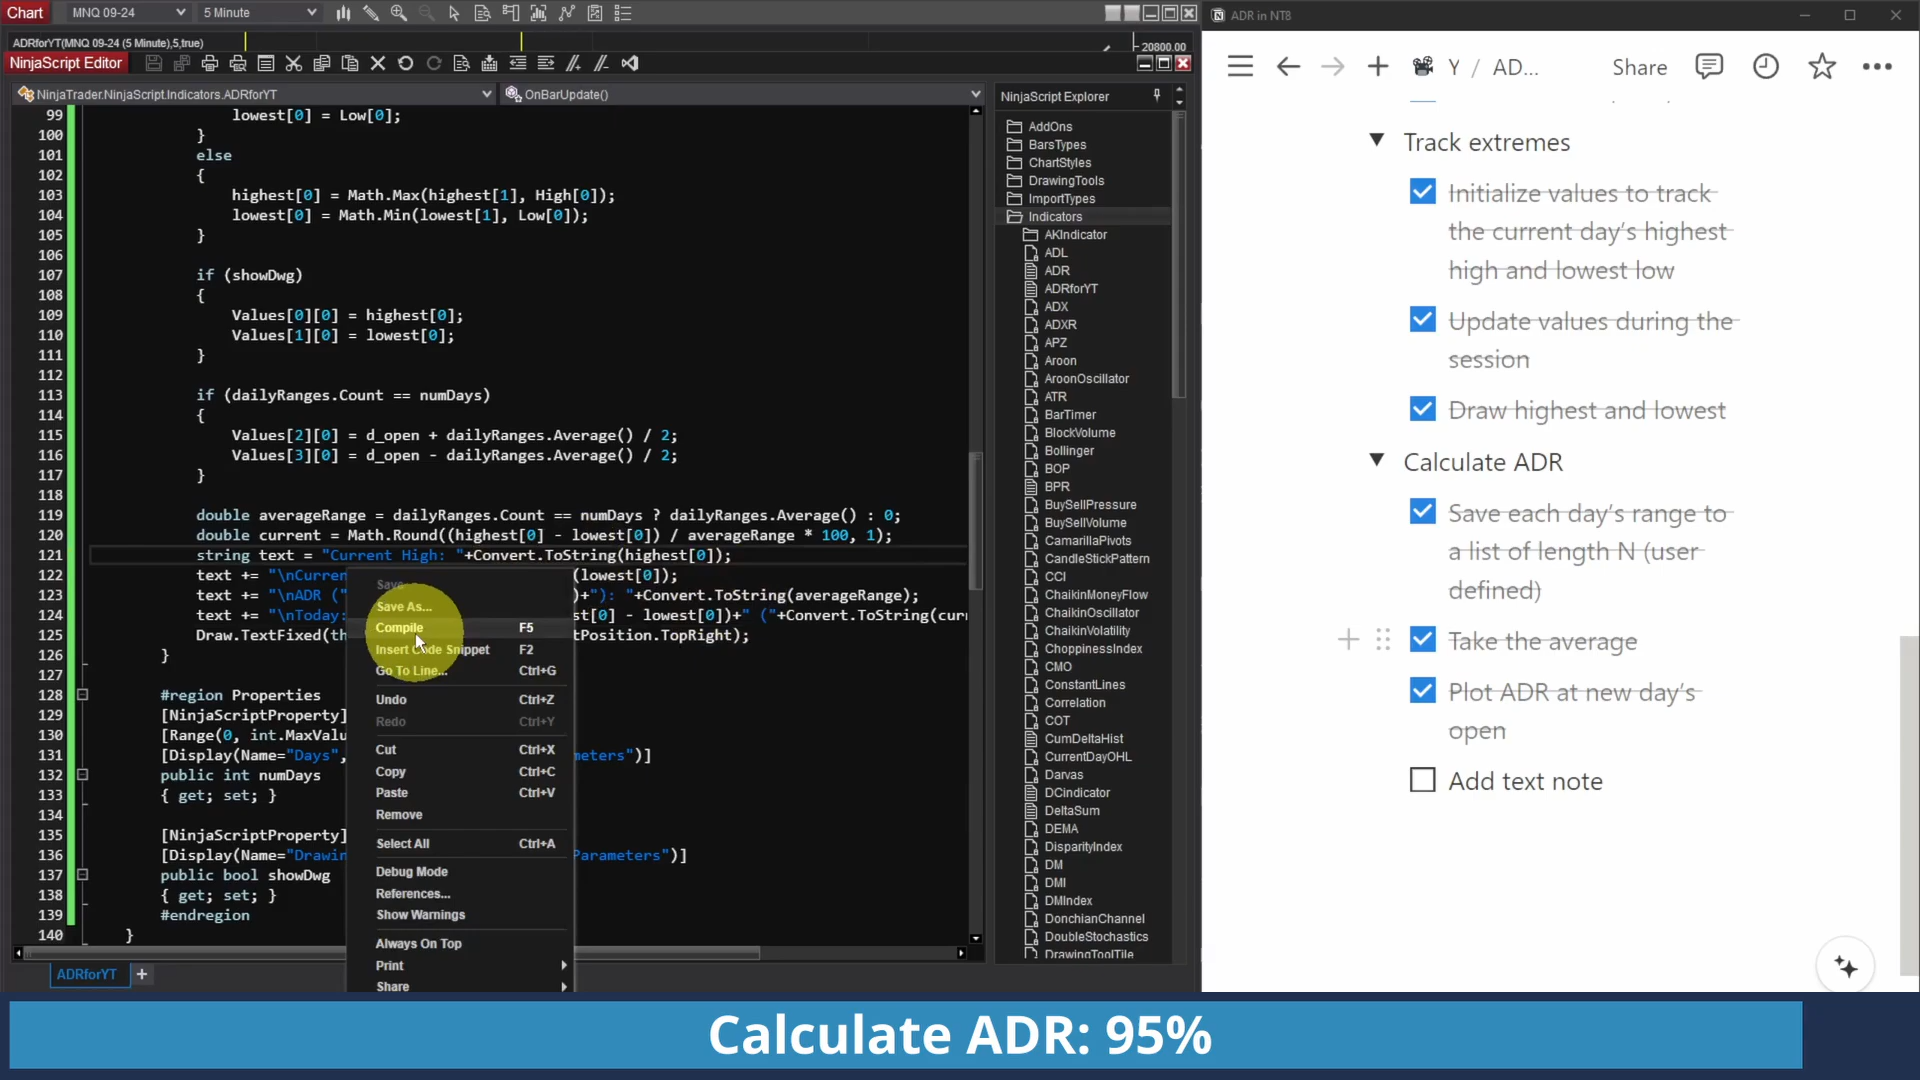 Chart
MNQ 09-24
5 Minute
ADRforYT(MNQ 09-24 (5 Minute),5,true)
20800.00
NinjaScript Editor
NinjaTrader.NinjaScript.Indicators.ADRforYT
OnBarUpdate()
99 lowest[0] = Low[0];
100 }
101 else
102 {
103 highest[0] = Math.Max(highest[1], High[0]);
104 lowest[0] = Math.Min(lowest[1], Low[0]);
105 }
106
107 if (showDwg)
108 {
109 Values[0][0] = highest[0];
110 Values[1][0] = lowest[0];
111 }
112
113 if (dailyRanges.Count == numDays)
114 {
115 Values[2][0] = d_open + dailyRanges.Average() / 2;
116 Values[3][0] = d_open - dailyRanges.Average() / 2;
117 }
118
119 double averageRange = dailyRanges.Count == numDays ? dailyRanges.Average() : 0;
120 double current = Math.Round((highest[0] - lowest[0]) / averageRange * 100, 1);
121 string text = "Current High: "+Convert.ToString(highest[0]);
122 text += "\nCurren (lowest[0]);
123 text += "\nADR (" )+"): "+Convert.ToString(averageRange);
124 text += "\nToday: st[0] - lowest[0])+" ("+Convert.ToString(curr
125 Draw.TextFixed(th tPosition.TopRight);
126 }
127
128 #region Properties
129 [NinjaScriptProperty]
130 [Range(0, int.MaxValu
131 [Display(Name="Days", meters")]
132 public int numDays
133 { get; set; }
134
135 [NinjaScriptProperty]
136 [Display(Name="Drawin Parameters")]
137 public bool showDwg
138 { get; set; }
139 #endregion
140 }
Save
Save As...
Compile F5
Insert Code Snippet F2
Go To Line... Ctrl+G
Undo Ctrl+Z
Redo Ctrl+Y
Cut Ctrl+X
Copy Ctrl+C
Paste Ctrl+V
Remove
Select All Ctrl+A
Debug Mode
References...
Show Warnings
Always On Top
Print
Share
ADRforYT
+
NinjaScript Explorer
AddOns
BarsTypes
ChartStyles
DrawingTools
ImportTypes
Indicators
AKIndicator
ADL
ADR
ADRforYT
ADX
ADXR
APZ
Aroon
AroonOscillator
ATR
BarTimer
BlockVolume
Bollinger
BOP
BPR
BuySellPressure
BuySellVolume
CamarillaPivots
CandleStickPattern
CCI
ChaikinMoneyFlow
ChaikinOscillator
ChaikinVolatility
ChoppinessIndex
CMO
ConstantLines
Correlation
COT
CumDeltaHist
CurrentDayOHL
Darvas
DCindicator
DeltaSum
DEMA
DisparityIndex
DM
DMI
DMIndex
DonchianChannel
DoubleStochastics
DrawingToolTile
ADR in NT8
Y / AD...
Share
Track extremes
Initialize values to track
the current day's highest
high and lowest low
Update values during the
session
Draw highest and lowest
Calculate ADR
Save each day's range to
a list of length N (user
defined)
Take the average
Plot ADR at new day's
open
Add text note
Calculate ADR: 95%